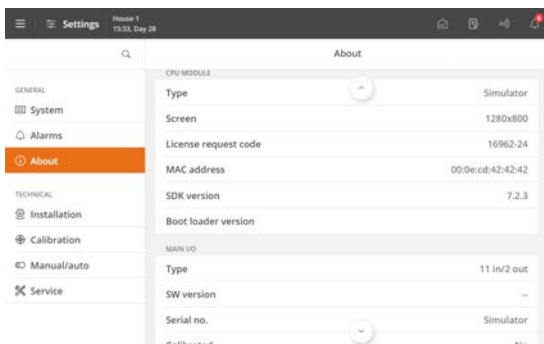 Settings
House 1
15:33, Day 28
About
CPU MODULE
GENERAL
Type Simulator
System
Screen 1280x800
Alarms
License request code 16962-24
About
MAC address 00:0e:cd:42:42:42
TECHNICAL
SDK version 7.2.3
Installation
Boot loader version
Calibration
MAIN I/O
Manual/auto
Type 11 in/2 out
Service
SW version --
Serial no. Simulator
Calibrated No